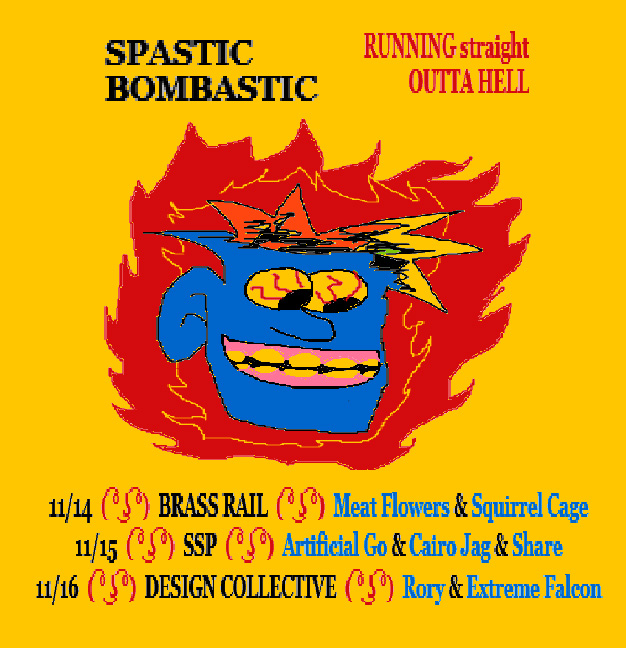 SPASTIC
BOMBASTIC
RUNNING straight
OUTTA HELL
11/14 ( ͡° ͜ʖ ͡°) BRASS RAIL ( ͡° ͜ʖ ͡°) Meat Flowers & Squirrel Cage
11/15 ( ͡° ͜ʖ ͡°) SSP ( ͡° ͜ʖ ͡°) Artificial Go & Cairo Jag & Share
11/16 ( ͡° ͜ʖ ͡°) DESIGN COLLECTIVE ( ͡° ͜ʖ ͡°) Rory & Extreme Falcon